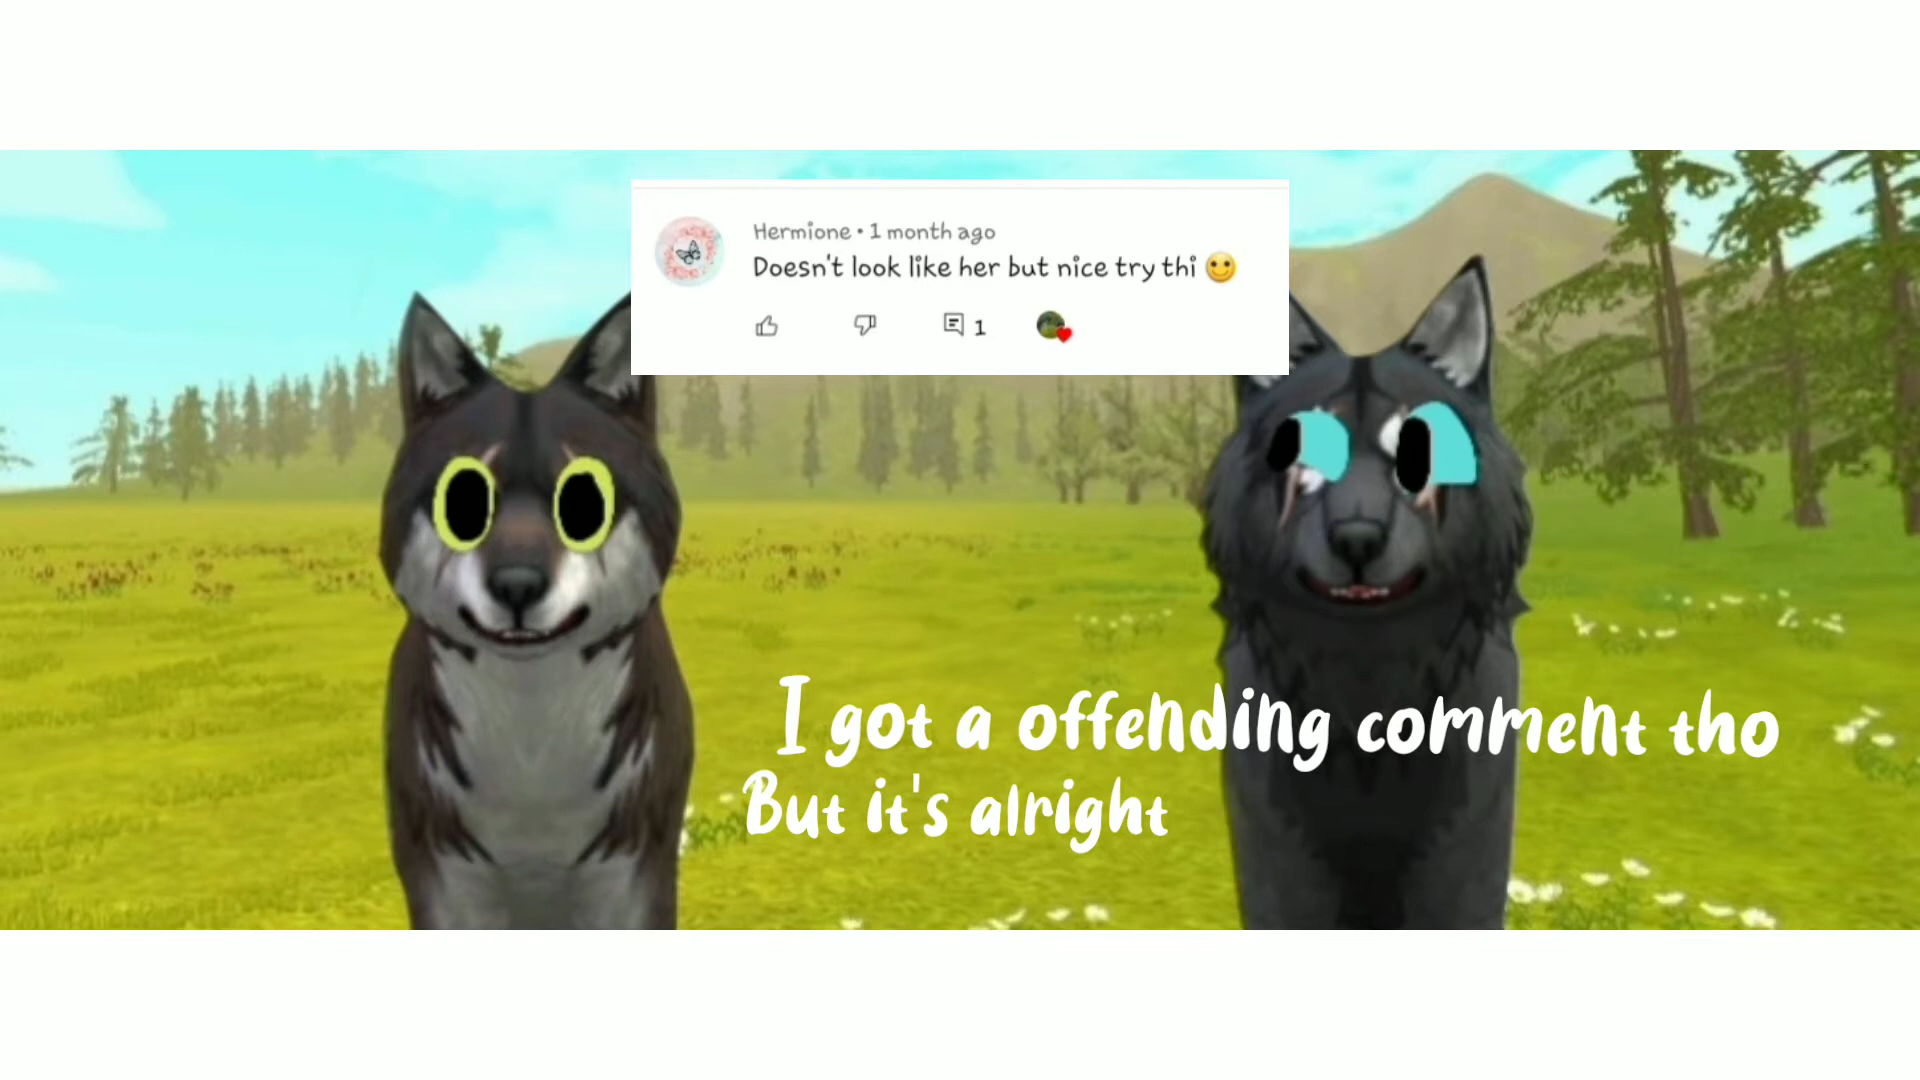 Hermione • 1 month ago
Doesn't look like her but nice try thi 🙂
1
I got a offending comment tho
But it's alright